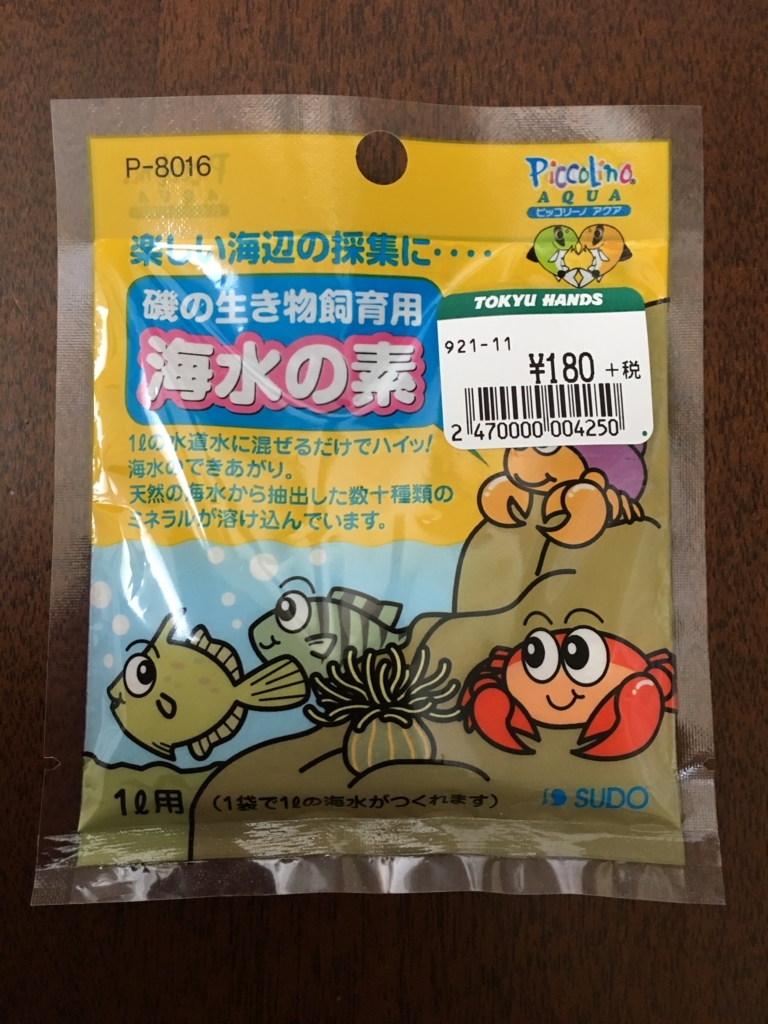 P-8016
Piccolino®
AQUA
ピッコリーノ アクア
楽しい海辺の採集に‥‥
磯の生き物飼育用
海水の素
TOKYU HANDS
921-11
¥180 +税
2 470000 004250
1ℓの水道水に混ぜるだけでハイッ!
海水のできあがり。
天然の海水から抽出した数十種類の
ミネラルが溶け込んでいます。
1ℓ用
(1袋で1ℓの海水がつくれます)
SUDO